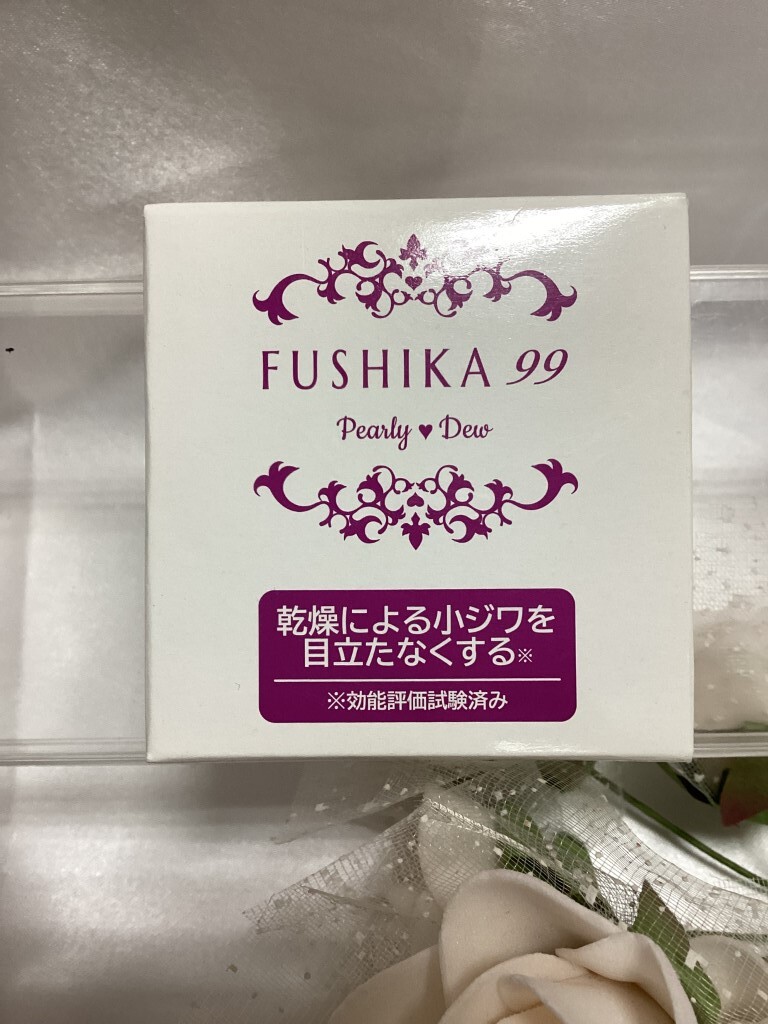 FUSHIKA 99
Pearly ♥ Dew
乾燥による小ジワを
目立たなくする※
※効能評価試験済み